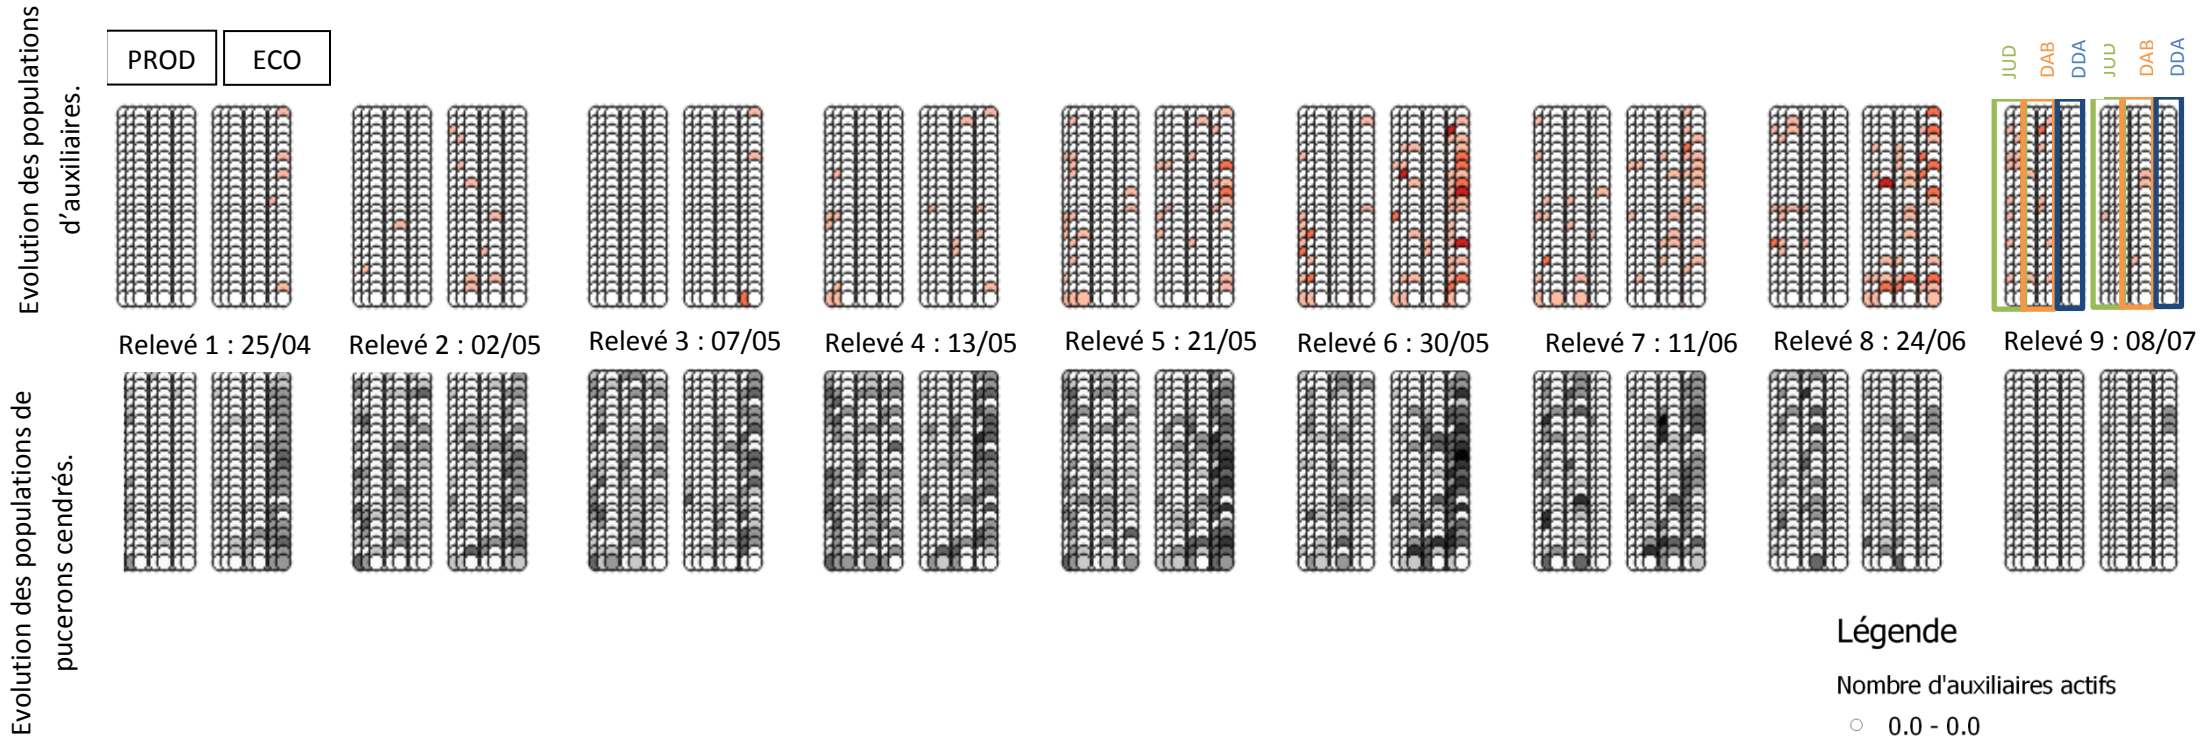 Evolution des populations
d'auxiliaires.
PROD
ECO
JUD
DAB
DDA
JUD
DAB
DDA
Relevé 1 : 25/04
Relevé 2 : 02/05
Relevé 3 : 07/05
Relevé 4 : 13/05
Relevé 5 : 21/05
Relevé 6 : 30/05
Relevé 7 : 11/06
Relevé 8 : 24/06
Relevé 9 : 08/07
Evolution des populations de
pucerons cendrés.
Légende
Nombre d'auxiliaires actifs
0.0 - 0.0